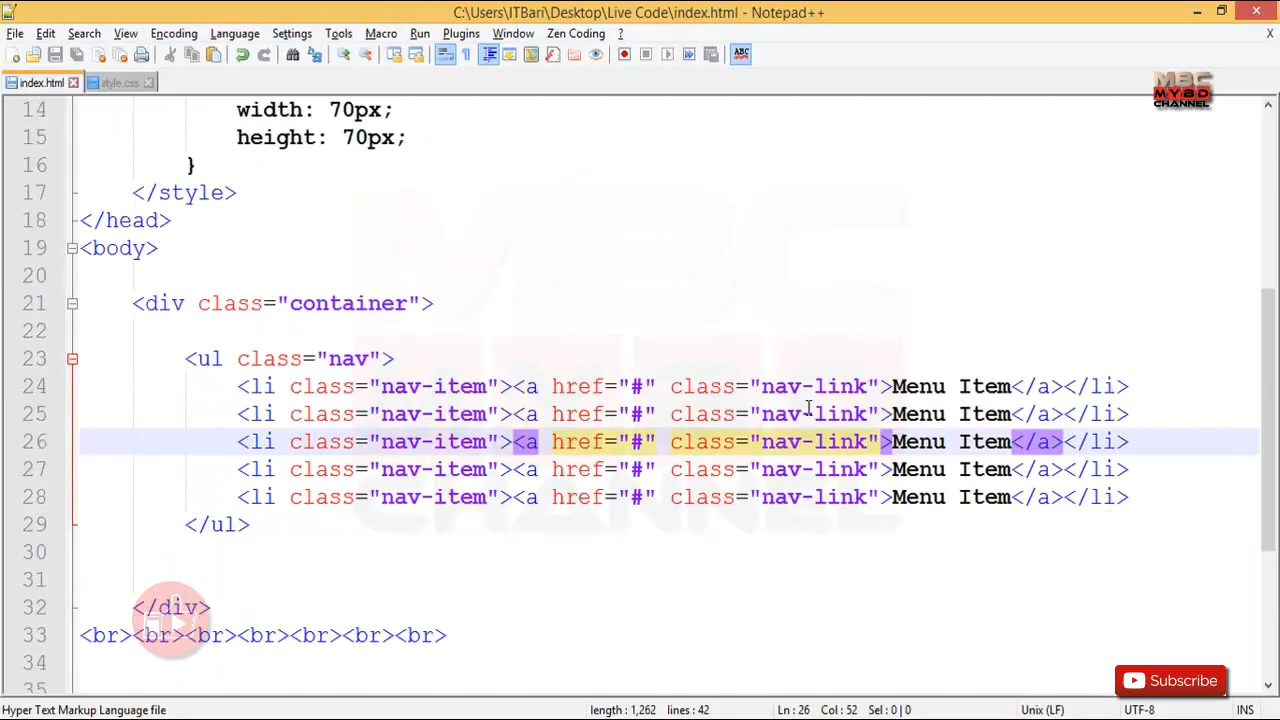 C:\Users\ITBari\Desktop\Live Code\index.html - Notepad++
File Edit Search View Encoding Language Settings Tools Macro Run Plugins Window Zen Coding ? X
ABC
index.html style.css
MBC
MYBD
CHANNEL
14 width: 70px;
15 height: 70px;
16 }
17 </style>
18 </head>
19 <body>
20
21 <div class="container">
22
23 <ul class="nav">
24 <li class="nav-item"><a href="#" class="nav-link">Menu Item</a></li>
25 <li class="nav-item"><a href="#" class="nav-link">Menu Item</a></li>
26 <li class="nav-item"><a href="#" class="nav-link">Menu Item</a></li>
27 <li class="nav-item"><a href="#" class="nav-link">Menu Item</a></li>
28 <li class="nav-item"><a href="#" class="nav-link">Menu Item</a></li>
29 </ul>
30
31
32 </div>
33 <br><br><br><br><br><br><br>
34
35
MBC
MYBD
CHANNEL
Subscribe
Hyper Text Markup Language file length : 1,262 lines : 42 Ln : 26 Col : 52 Sel : 0 | 0 Unix (LF) UTF-8 INS